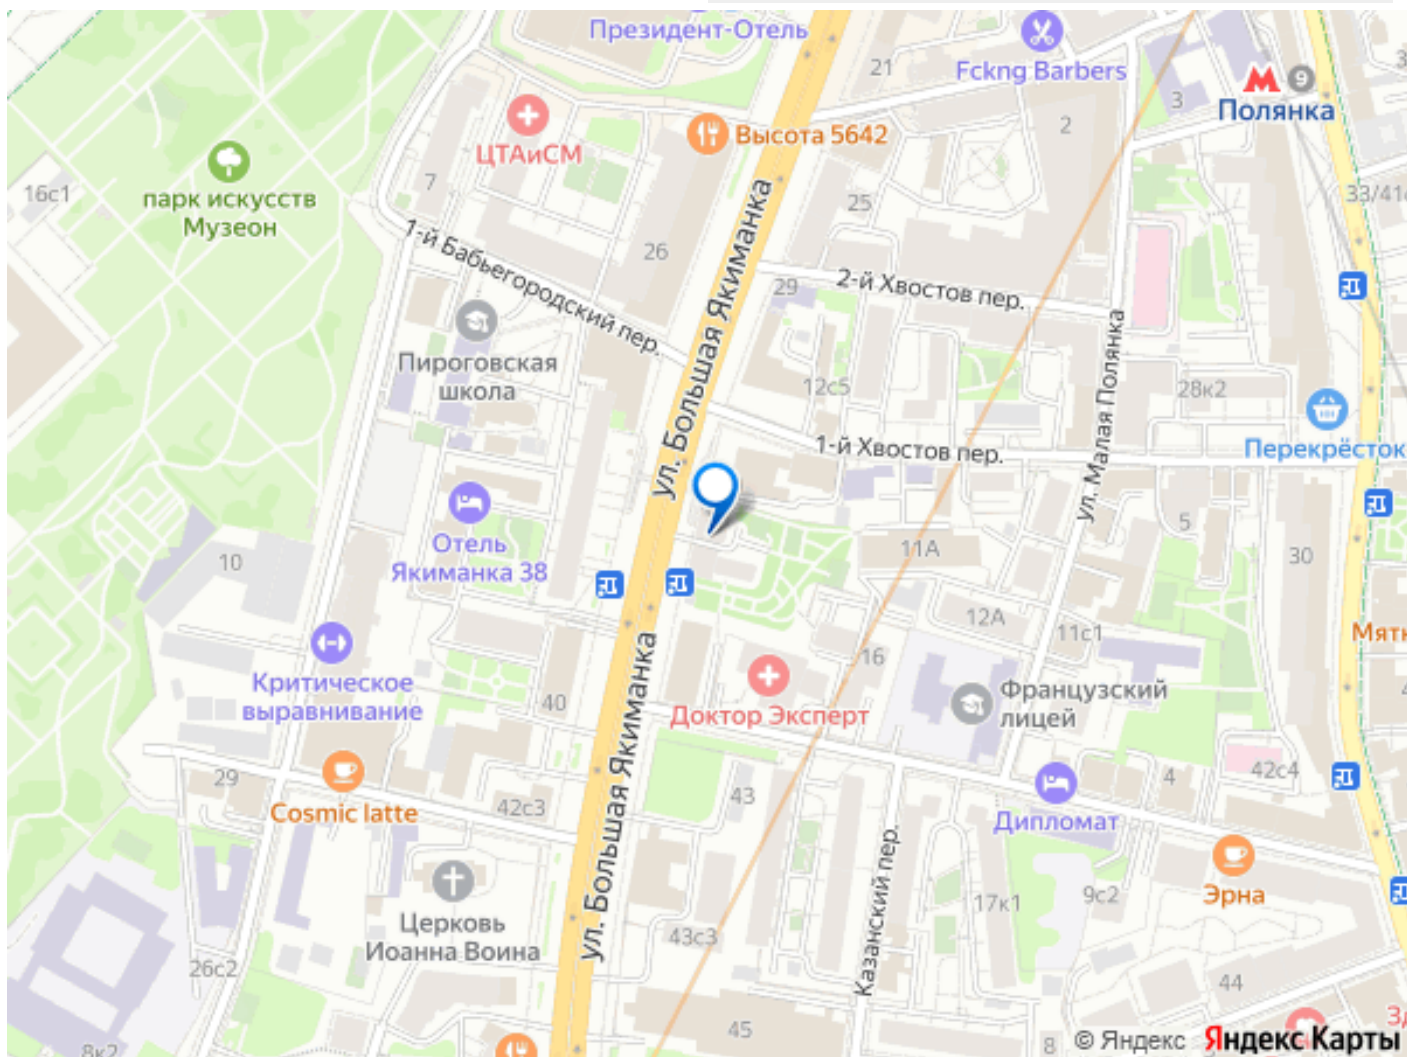 Президент-Отель
21
Fckng Barbers
9
Полянка
3
2
ЦТАиСМ
Высота 5642
7
16с1
парк искусств
Музеон
33/41
25
26
1-й Бабьегородский пер.
2-й Хвостов пер.
29
ул. Большая Якиманка
Пироговская
школа
12с5
28к2
ул. Малая Полянка
1-й Хвостов пер.
Перекрёсток
Отель
Якиманка 38
10
11А
5
30
12А
11с1
16
Критическое
выравнивание
40
Доктор Эксперт
Французский
лицей
ул. Большая Якиманка
29
Cosmic latte
42с3
43
4
42с4
Дипломат
Казанский пер.
Эрна
Церковь
Иоанна Воина
17к1
9с2
43с3
26с2
44
45
8
8к2
© Яндекс Яндекс Карты